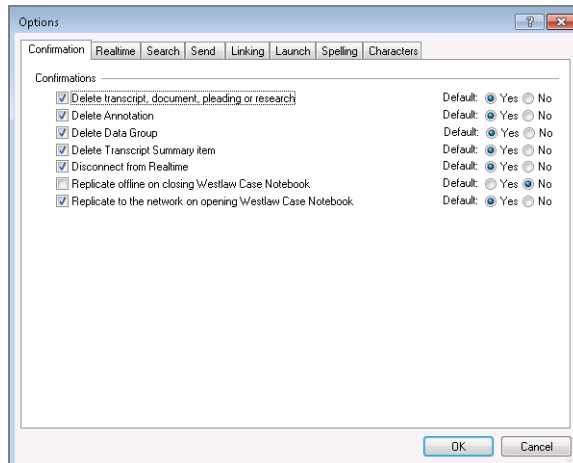 Options
Confirmation Realtime Search Send Linking Launch Spelling Characters
Confirmations
Delete transcript, document, pleading or research Default: Yes No
Delete Annotation Default: Yes No
Delete Data Group Default: Yes No
Delete Transcript Summary item Default: Yes No
Disconnect from Realtime Default: Yes No
Replicate offline on closing Westlaw Case Notebook Default: Yes No
Replicate to the network on opening Westlaw Case Notebook Default: Yes No
OK Cancel